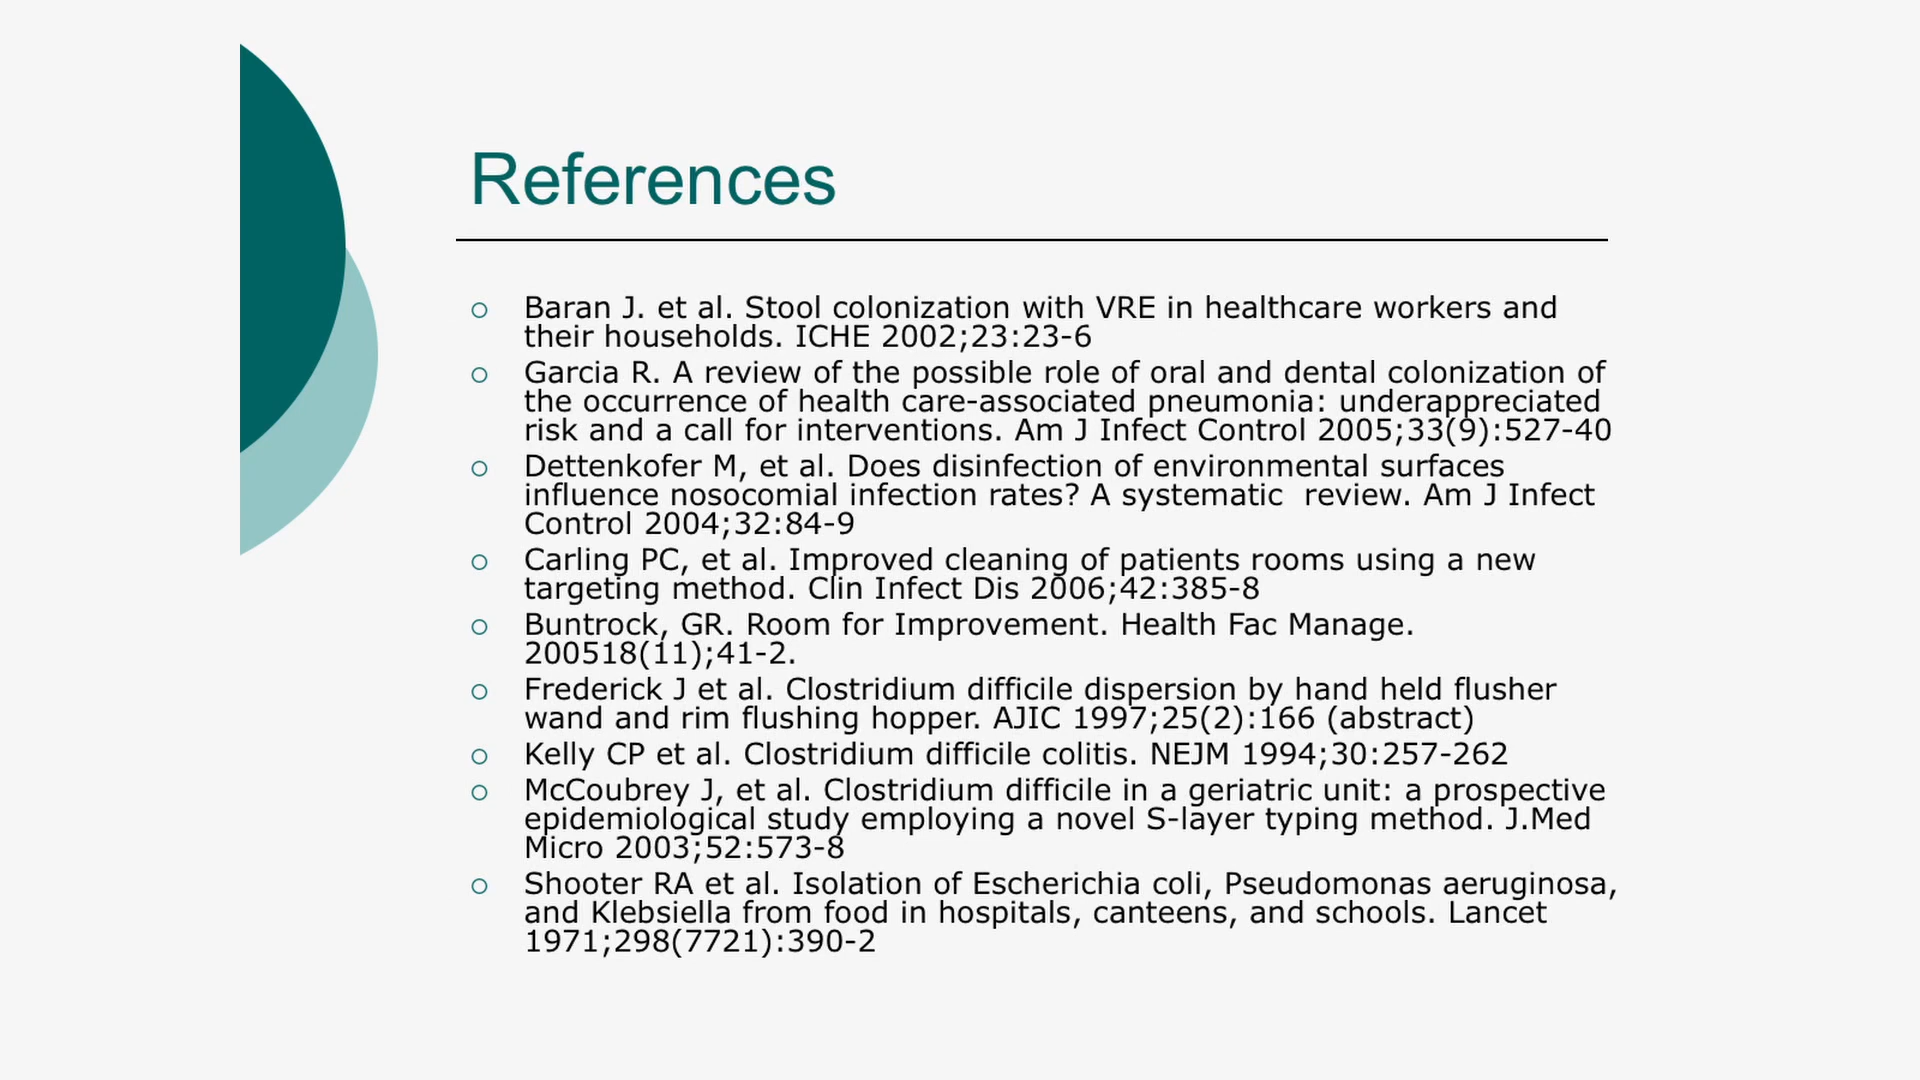 References
Baran J. et al. Stool colonization with VRE in healthcare workers and
their households. ICHE 2002;23:23-6
Garcia R. A review of the possible role of oral and dental colonization of
the occurrence of health care-associated pneumonia: underappreciated
risk and a call for interventions. Am J Infect Control 2005;33(9):527-40
Dettenkofer M, et al. Does disinfection of environmental surfaces
influence nosocomial infection rates? A systematic  review. Am J Infect
Control 2004;32:84-9
Carling PC, et al. Improved cleaning of patients rooms using a new
targeting method. Clin Infect Dis 2006;42:385-8
Buntrock, GR. Room for Improvement. Health Fac Manage.
200518(11);41-2.
Frederick J et al. Clostridium difficile dispersion by hand held flusher
wand and rim flushing hopper. AJIC 1997;25(2):166 (abstract)
Kelly CP et al. Clostridium difficile colitis. NEJM 1994;30:257-262
McCoubrey J, et al. Clostridium difficile in a geriatric unit: a prospective
epidemiological study employing a novel S-layer typing method. J.Med
Micro 2003;52:573-8
Shooter RA et al. Isolation of Escherichia coli, Pseudomonas aeruginosa,
and Klebsiella from food in hospitals, canteens, and schools. Lancet
1971;298(7721):390-2